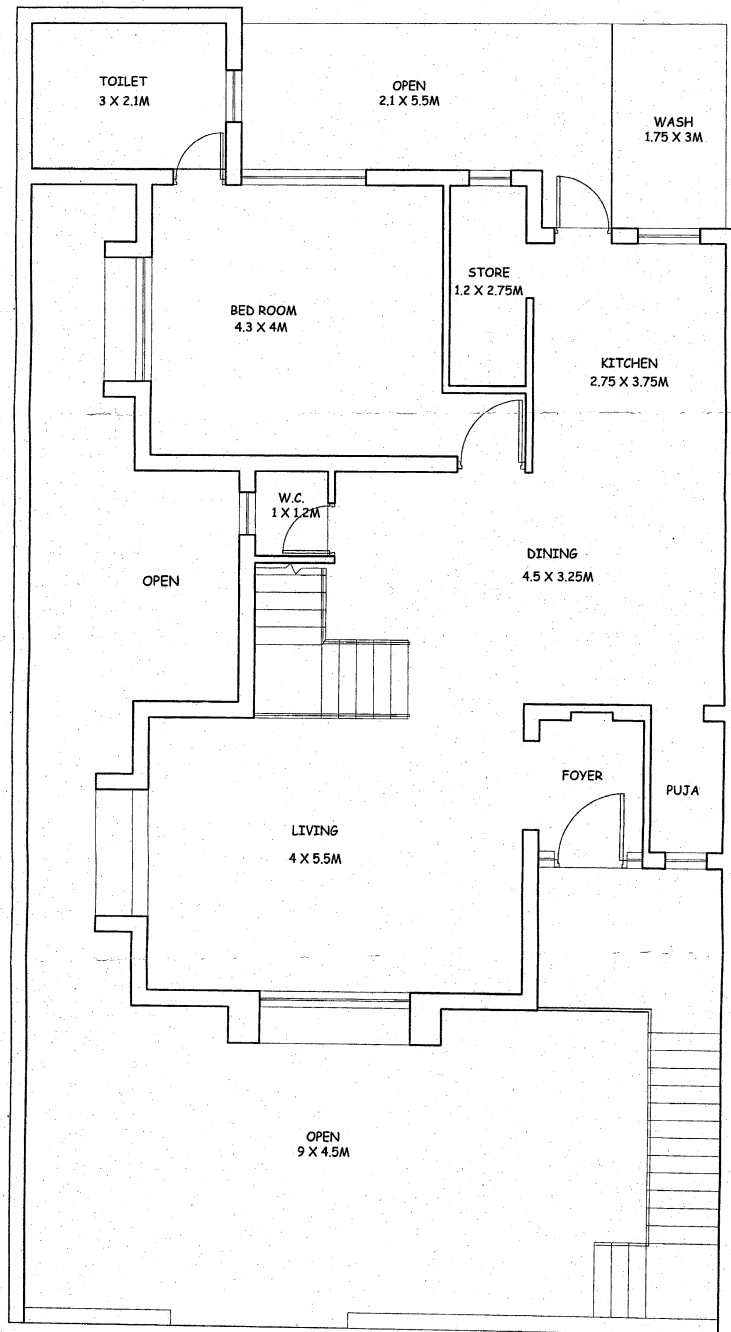 TOILET
3 X 2.1M
OPEN
2.1 X 5.5M
WASH
1.75 X 3M
STORE
1.2 X 2.75M
BED ROOM
4.3 X 4M
KITCHEN
2.75 X 3.75M
W.C.
1 X 1.2M
DINING
4.5 X 3.25M
OPEN
FOYER
PUJA
LIVING
4 X 5.5M
OPEN
9 X 4.5M